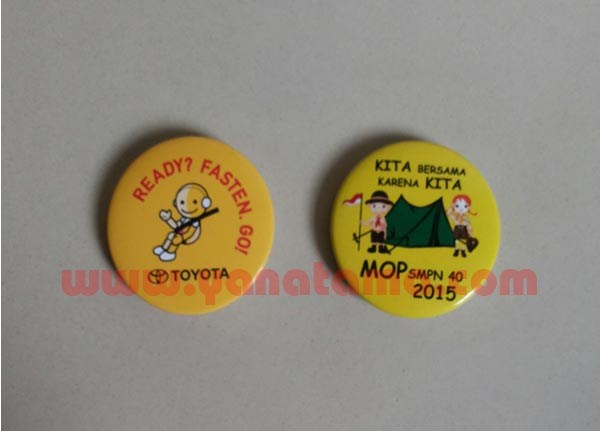 READY? FASTEN. GO!
TOYOTA
KITA BERSAMA
KARENA KITA
MOP SMPN 40
2015